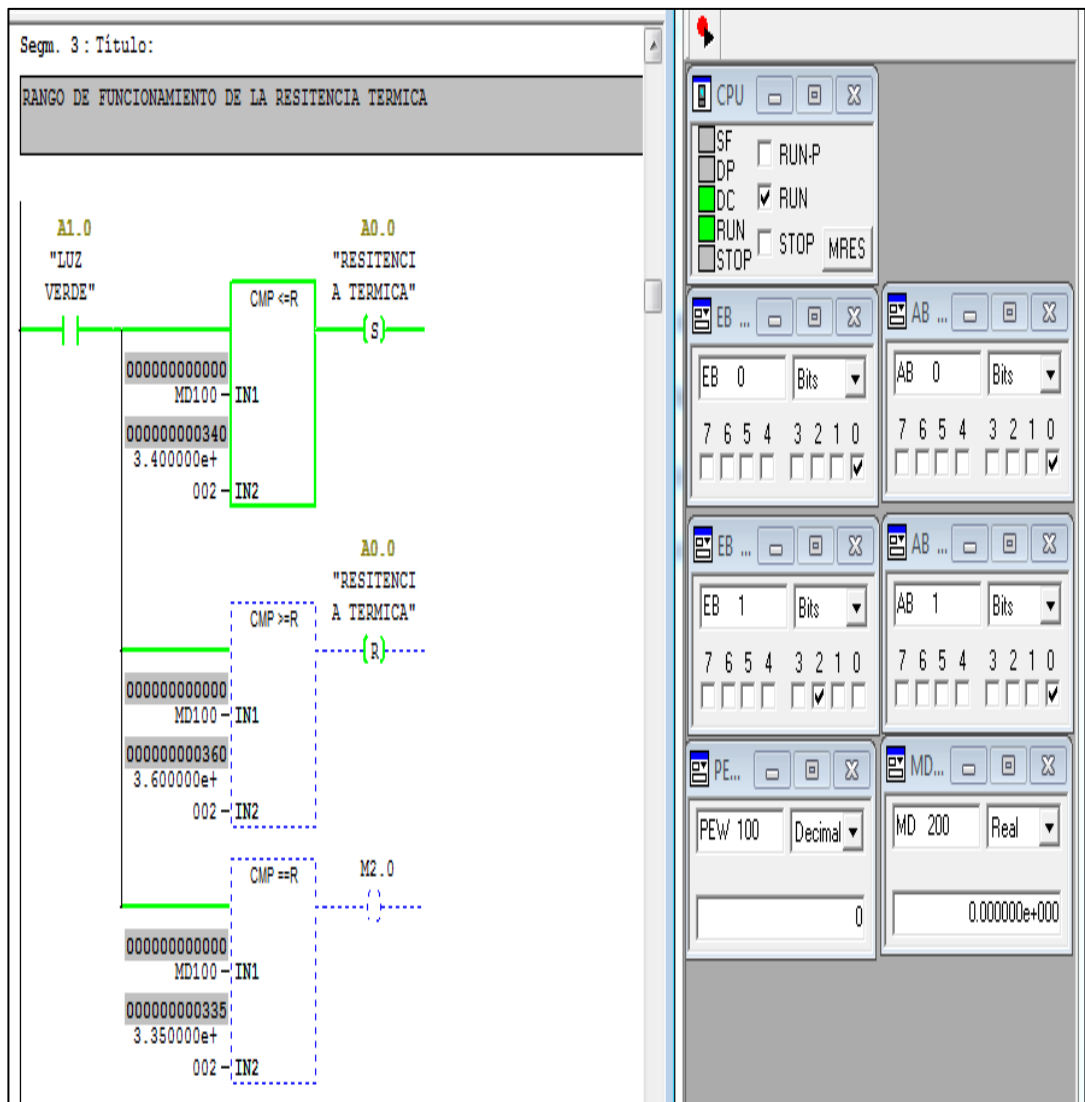 Segm. 3 : Título:
RANGO DE FUNCIONAMIENTO DE LA RESITENCIA TERMICA
A1.0
"LUZ
VERDE"
CMP <=R
A0.0
"RESITENCI
A TERMICA"
S
000000000000
MD100
IN1
000000000340
3.400000e+
002
IN2
CMP >=R
A0.0
"RESITENCI
A TERMICA"
R
000000000000
MD100
IN1
000000000360
3.600000e+
002
IN2
CMP ==R
M2.0
000000000000
MD100
IN1
000000000335
3.350000e+
002
IN2
CPU
SF
DP
DC
RUN
STOP
RUN-P
RUN
STOP
MRES
EB ...
EB 0
Bits
7 6 5 4 3 2 1 0
AB ...
AB 0
Bits
7 6 5 4 3 2 1 0
EB ...
EB 1
Bits
7 6 5 4 3 2 1 0
AB ...
AB 1
Bits
7 6 5 4 3 2 1 0
PE...
PEW 100
Decimal
0
MD...
MD 200
Real
0.000000e+000